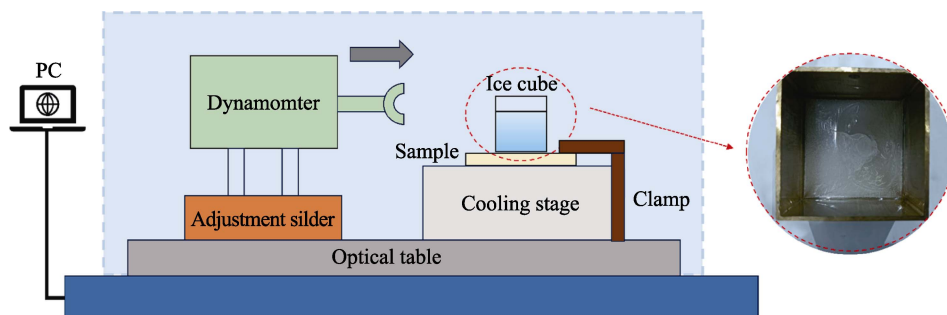 PC
Dynamomter
Ice cube
Sample
Adjustment silder
Cooling stage
Clamp
Optical table